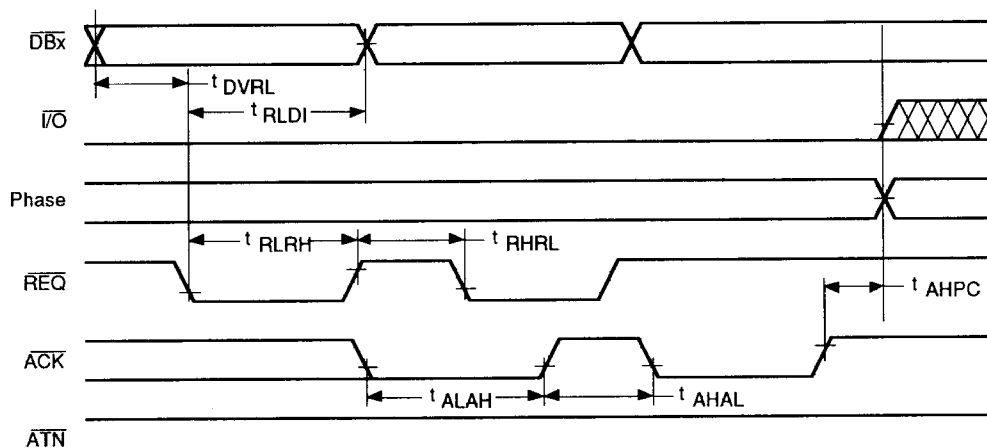 DBx
t DVRL
t RLDI
I/O
Phase
t RLRH
t RHRL
REQ
t AHPC
ACK
t ALAH
t AHAL
ATN